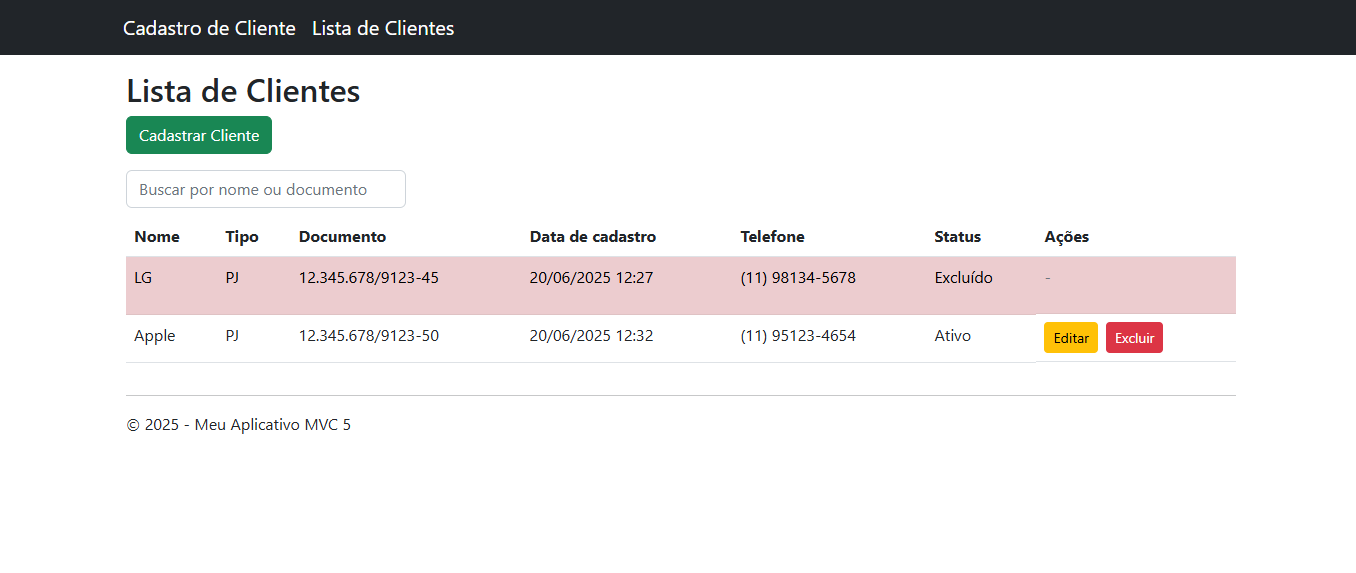 Cadastro de Cliente Lista de Clientes
Lista de Clientes
Cadastrar Cliente
Buscar por nome ou documento
Nome Tipo Documento Data de cadastro Telefone Status Ações
LG PJ 12.345.678/9123-45 20/06/2025 12:27 (11) 98134-5678 Excluído -
Apple PJ 12.345.678/9123-50 20/06/2025 12:32 (11) 95123-4654 Ativo Editar Excluir
© 2025 - Meu Aplicativo MVC 5